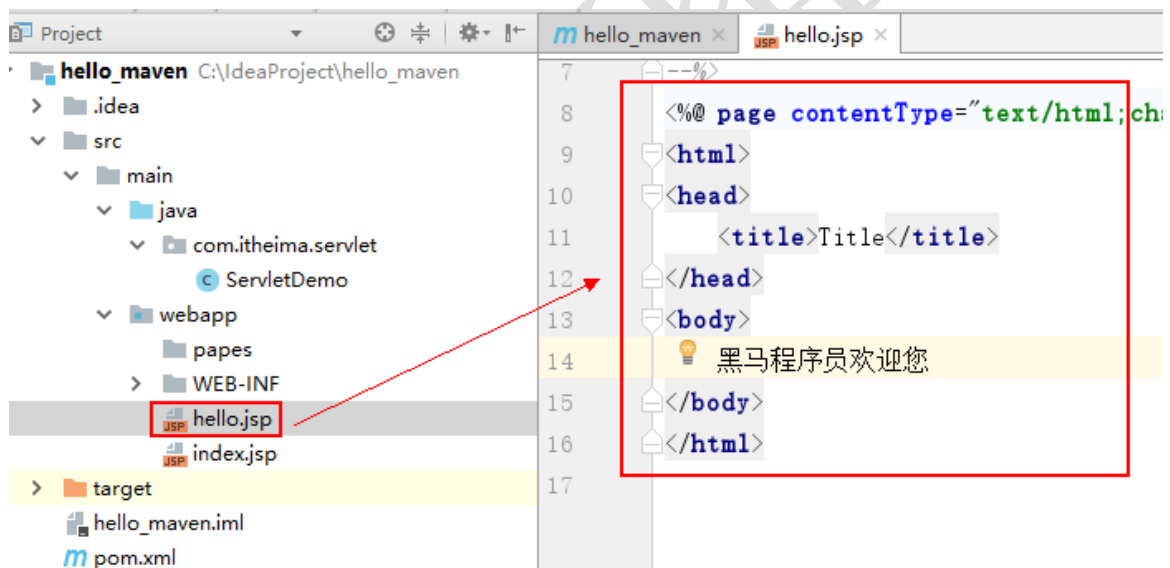 Project
hello_maven C:\IdeaProject\hello_maven
.idea
src
main
java
com.itheima.servlet
ServletDemo
webapp
papes
WEB-INF
hello.jsp
index.jsp
target
hello_maven.iml
pom.xml
hello_maven
hello.jsp
7 --%>
8 <%@ page contentType="text/html;cha
9 <html>
10 <head>
11 <title>Title</title>
12 </head>
13 <body>
14 黑马程序员欢迎您
15 </body>
16 </html>
17